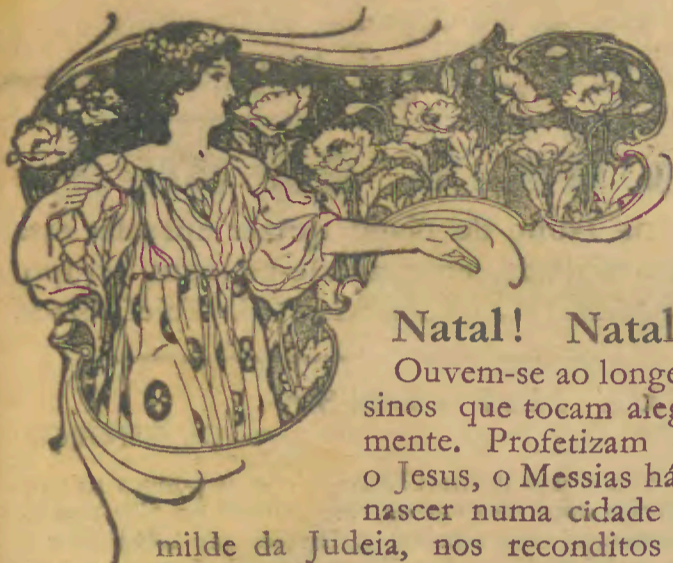 Natal! Natal
Ouvem-se ao longe
sinos que tocam aleg
mente. Profetizam
o Jesus, o Messias há
nascer numa cidade
milde da Judeia, nos reconditos